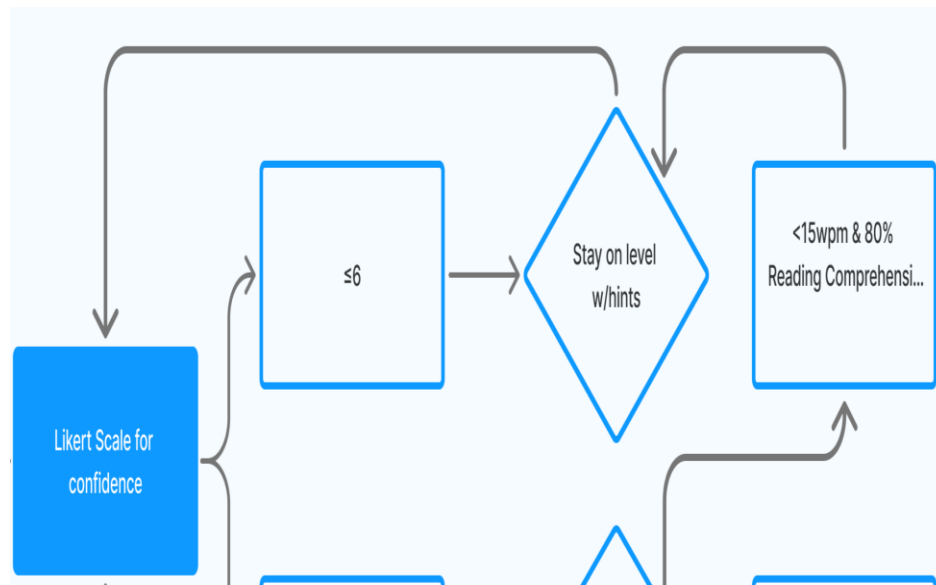 ≤6
Stay on level
w/hints
<15wpm & 80%
Reading Comprehensi...
Likert Scale for
confidence